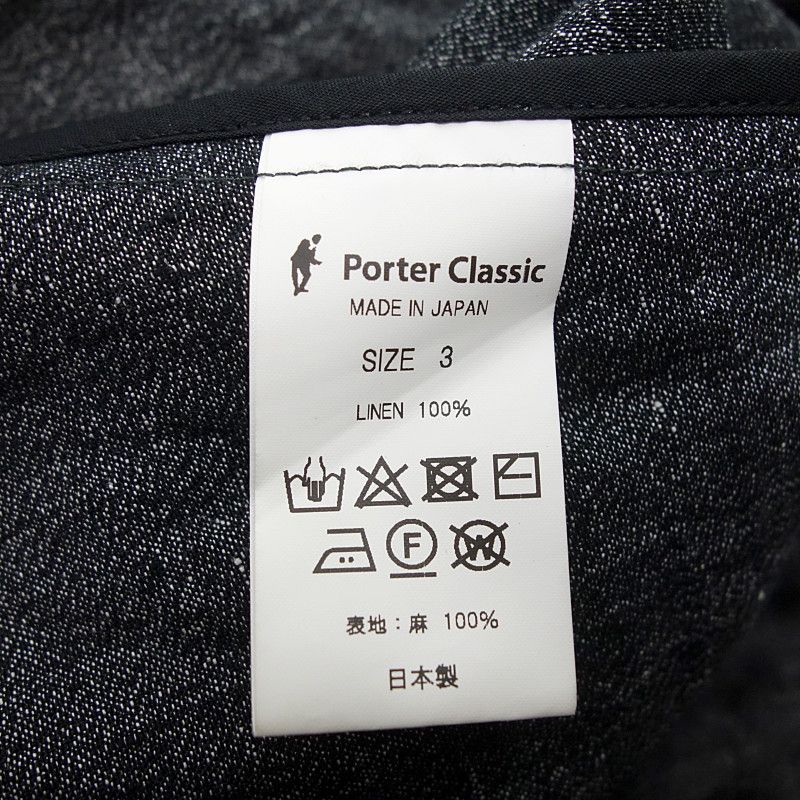 Porter Classic
MADE IN JAPAN
SIZE 3
LINEN 100%
F W
表地：麻 100%
日本製